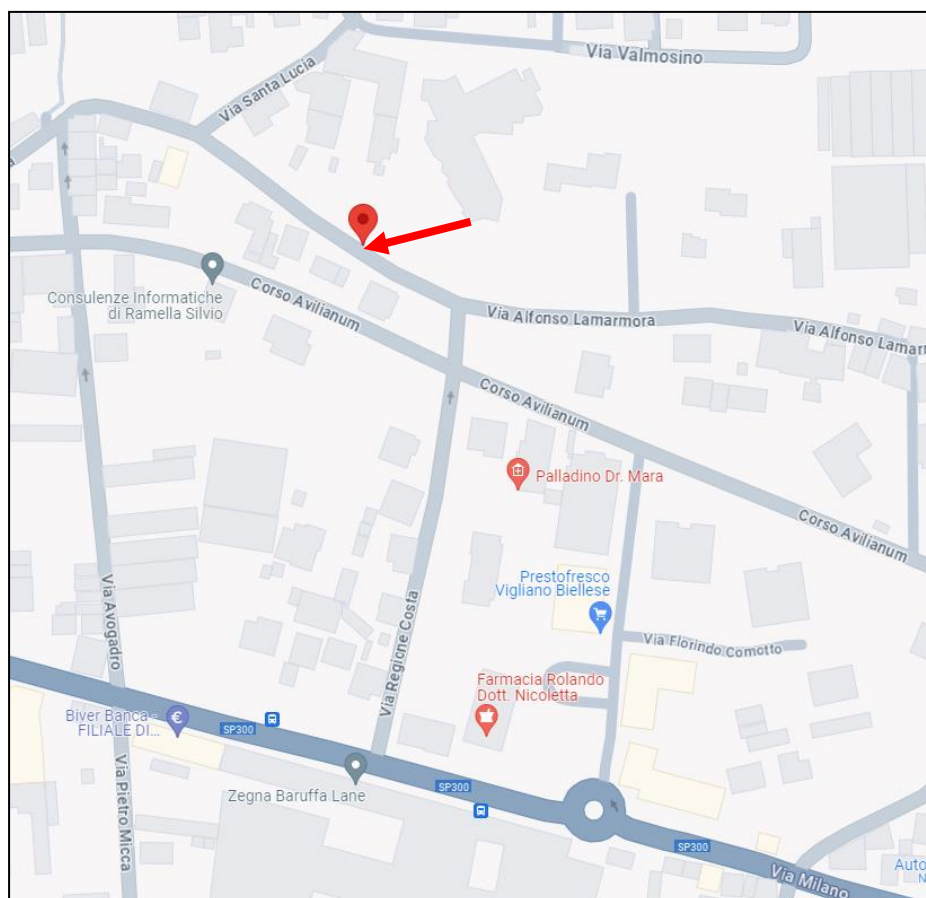 Via Valmosino
Via Santa Lucia
Consulenze Informatiche
di Ramella Silvio
Corso Avilianum
Via Alfonso Lamarmora
Via Alfonso Lamar
Corso Avilianum
Palladino Dr. Mara
Corso Avilianum
Prestofresco
Vigliano Biellese
Via Avogadro
Via Regione Costa
Via Florindo Comotto
Farmacia Rolando
Dott. Nicoletta
Biver Banca -
FILIALE DI...
SP300
Zegna Baruffa Lane
SP300
Via Pietro Micca
SP300
Via Milano
Auto
N